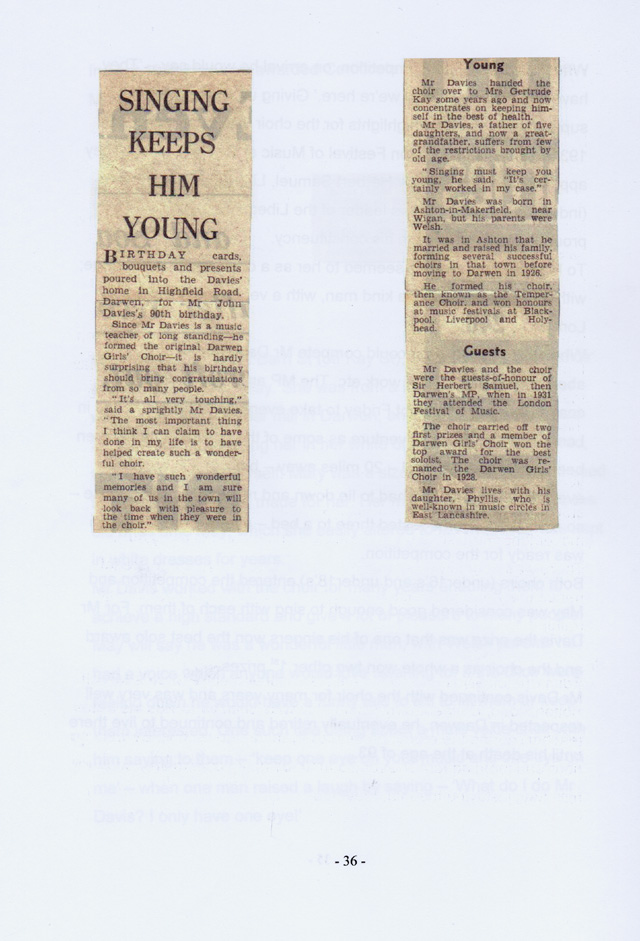 SINGING
KEEPS
HIM
YOUNG
BIRTHDAY cards,
bouquets and presents
poured into the Davies'
home in Highfield Road,
Darwen, for Mr John
Davies's 90th birthday.
Since Mr Davies is a music
teacher of long standing—he
formed the original Darwen
Girls' Choir—it is hardly
surprising that his birthday
should bring congratulations
from so many people.
"It's all very touching,"
said a sprightly Mr Davies.
"The most important thing
I think I can claim to have
done in my life is to have
helped create such a wonder-
ful choir.
"I have such wonderful
memories and I am sure
many of us in the town will
look back with pleasure to
the time when they were in
the choir."
Young
Mr Davies handed the
choir over to Mrs Gertrude
Kay some years ago and now
concentrates on keeping him-
self in the best of health.
Mr Davies, a father of five
daughters, and now a great-
grandfather, suffers from few
of the restrictions brought by
old age.
"Singing must keep you
young, he said. "It's cer-
tainly worked in my case."
Mr Davies was born in
Ashton-in-Makerfield, near
Wigan, but his parents were
Welsh.
It was in Ashton that he
married and raised his family,
forming several successful
choirs in that town before
moving to Darwen in 1926.
He formed his choir,
then known as the Temper-
ance Choir, and won honours
at music festivals at Black-
pool, Liverpool and Holy-
head.
Guests
Mr Davies and the choir
were the guests-of-honour of
Sir Herbert Samuel, then
Darwen's MP, when in 1931
they attended the London
Festival of Music.
The choir carried off two
first prizes and a member of
Darwen Girls' Choir won the
top award for the best
soloist. The choir was re-
named the Darwen Girls'
Choir in 1928.
Mr Davies lives with his
daughter, Phyllis, who is
well-known in music circles in
East Lancashire.
- 36 -